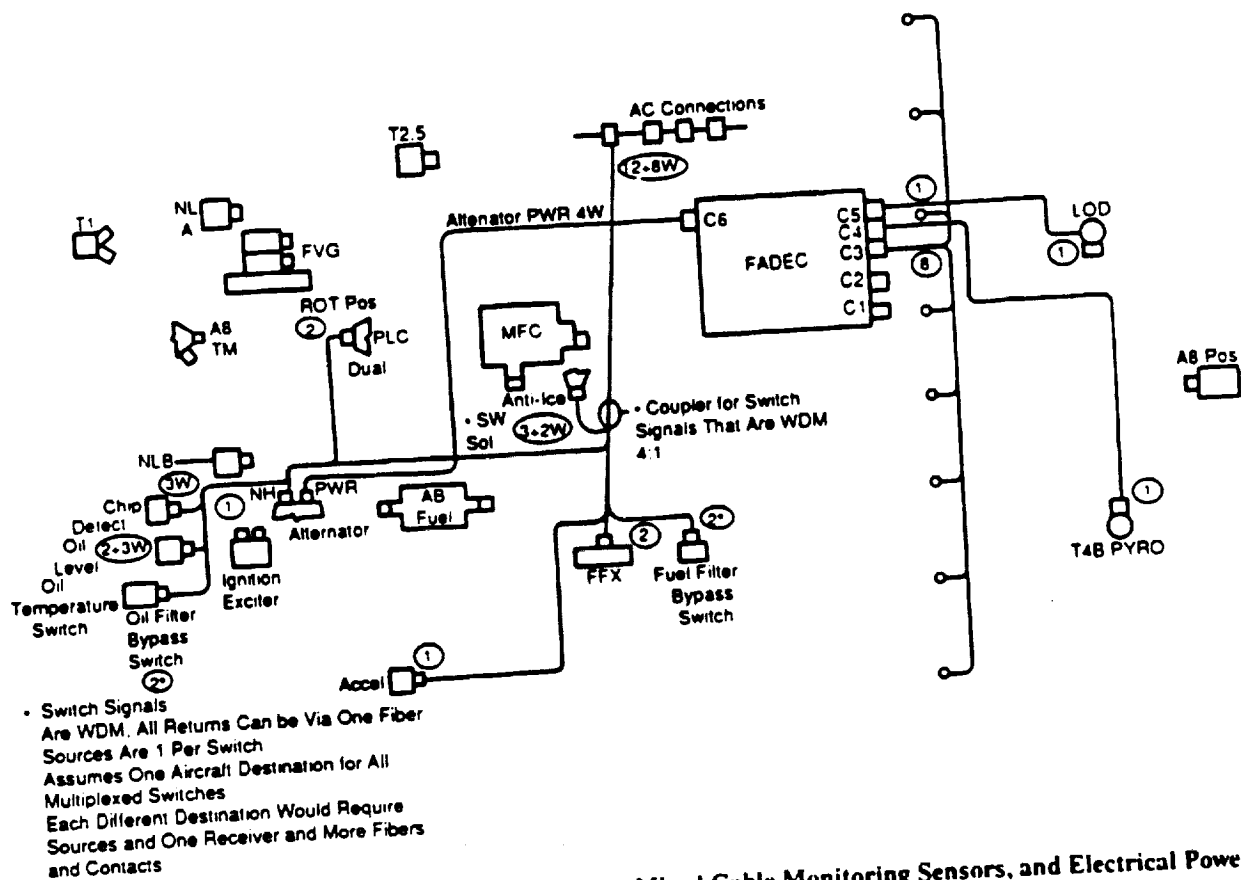 AC Connections
12+8W
T2.5
T1
NL
A
FVG
Altenator PWR 4W
C6
FADEC
C5
C4
C3
C2
C1
1
8
LOD
1
ROT Pos
2
PLC
Dual
A8
TM
MFC
Anti-Ice
• SW
Sol
3+2W
• Coupler for Switch
Signals That Are WDM
4:1
A8 Pos
NLB
3W
Chip
Detect
1
NH
PWR
Alternator
AB
Fuel
Oil
Level
2+3W
Oil
Temperature
Switch
Ignition
Exciter
Oil Filter
Bypass
Switch
2*
FFX
2
2*
Fuel Filter
Bypass
Switch
1
T4B PYRO
Accel
1
• Switch Signals
Are WDM. All Returns Can be Via One Fiber
Sources Are 1 Per Switch
Assumes One Aircraft Destination for All
Multiplexed Switches
Each Different Destination Would Require
Sources and One Receiver and More Fibers
and Contacts
Cable Monitoring Sensors, and Electrical Powe